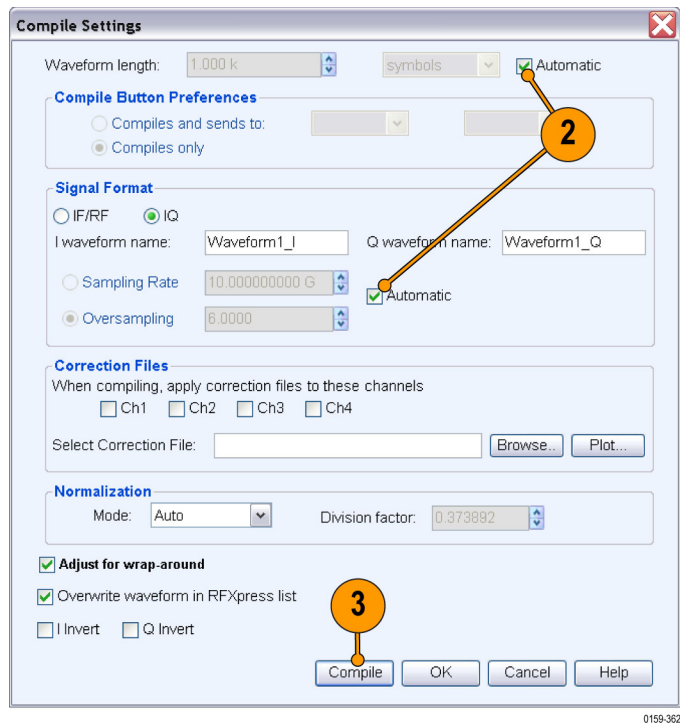 Compile Settings
Waveform length: 1.000 k symbols Automatic
Compile Button Preferences
Compiles and sends to:
2
Compiles only
Signal Format
IF/RF IQ
I waveform name: Waveform1_I Q waveform name: Waveform1_Q
Sampling Rate 10.000000000 G
Automatic
Oversampling 6.0000
Correction Files
When compiling, apply correction files to these channels
Ch1 Ch2 Ch3 Ch4
Select Correction File: Browse.. Plot...
Normalization
Mode: Auto Division factor: 0.373892
Adjust for wrap-around
Overwrite waveform in RFXpress list
3
I Invert Q Invert
Compile OK Cancel Help
0159-362